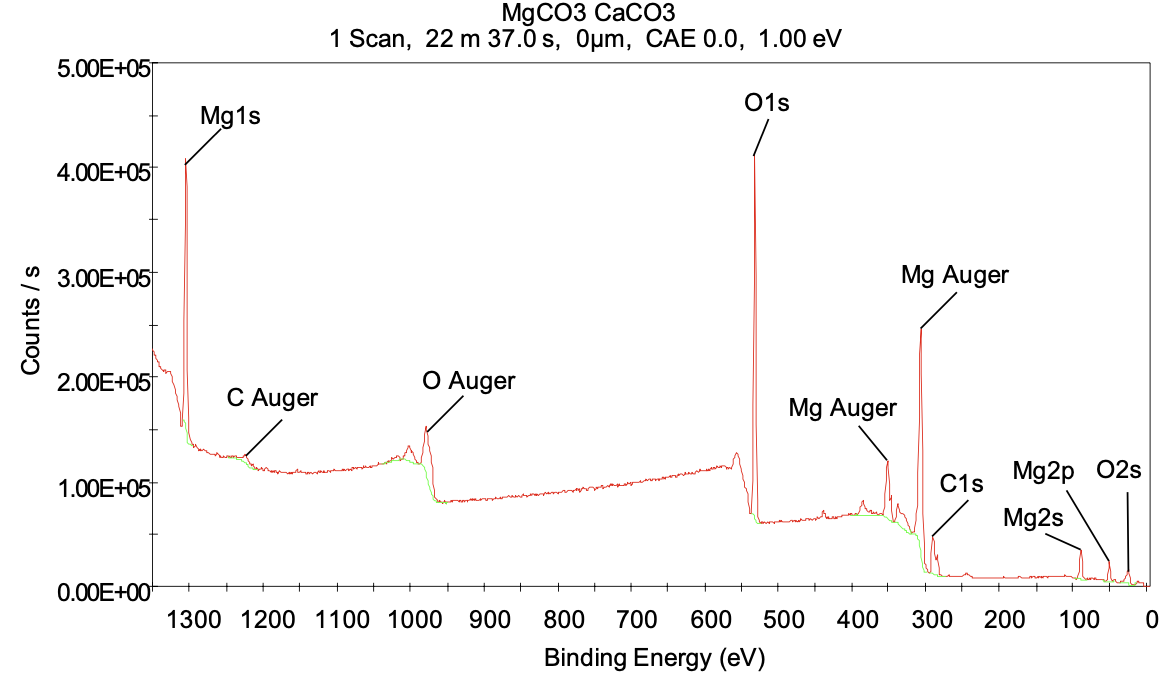 MgCO3 CaCO3
1 Scan, 22 m 37.0 s, 0µm, CAE 0.0, 1.00 eV
5.00E+05
4.00E+05
3.00E+05
2.00E+05
1.00E+05
0.00E+00
Counts / s
Mg1s
C Auger
O Auger
O1s
Mg Auger
Mg Auger
C1s
Mg2s
Mg2p
O2s
1300 1200 1100 1000 900 800 700 600 500 400 300 200 100 0
Binding Energy (eV)